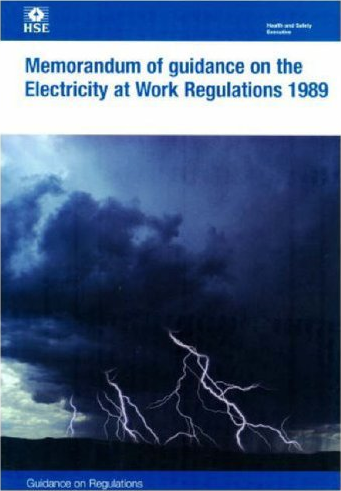 HSE
Health and Safety
Executive
Memorandum of guidance on the
Electricity at Work Regulations 1989
Guidance on Regulations